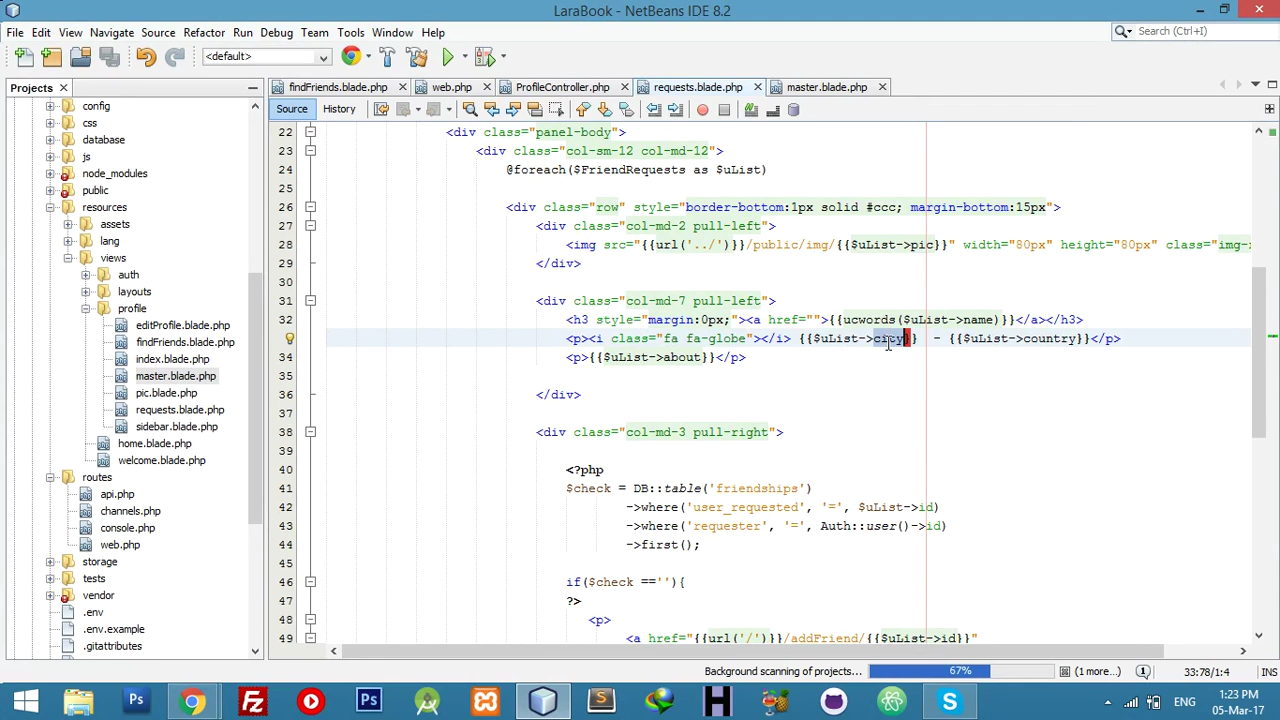 LaraBook - NetBeans IDE 8.2
File Edit View Navigate Source Refactor Run Debug Team Tools Window Help
Search (Ctrl+I)
<default>
Projects
findFriends.blade.php web.php ProfileController.php requests.blade.php master.blade.php
Source History
config
css
database
js
node_modules
public
resources
assets
lang
views
auth
layouts
profile
editProfile.blade.php
findFriends.blade.php
index.blade.php
master.blade.php
pic.blade.php
requests.blade.php
sidebar.blade.php
home.blade.php
welcome.blade.php
routes
api.php
channels.php
console.php
web.php
storage
tests
vendor
.env
.env.example
.gitattributes
22 <div class="panel-body">
23 <div class="col-sm-12 col-md-12">
24 @foreach($FriendRequests as $uList)
25
26 <div class="row" style="border-bottom:1px solid #ccc; margin-bottom:15px">
27 <div class="col-md-2 pull-left">
28 <img src="{{url('../')}}/public/img/{{$uList->pic}}" width="80px" height="80px" class="img-
29 </div>
30
31 <div class="col-md-7 pull-left">
32 <h3 style="margin:0px;"><a href="">{{ucwords($uList->name)}}</a></h3>
<p><i class="fa fa-globe"></i> {{$uList->city}} - {{$uList->country}}</p>
34 <p>{{$uList->about}}</p>
35
36 </div>
37
38 <div class="col-md-3 pull-right">
39
40 <?php
41 $check = DB::table('friendships')
42 ->where('user_requested', '=', $uList->id)
43 ->where('requester', '=', Auth::user()->id)
44 ->first();
45
46 if($check ==''){
47 ?>
48 <p>
49 <a href="{{url('/')}}/addFriend/{{$uList->id}}"
Background scanning of projects... 67% (1 more...) 1 33:78/1:4 INS
ENG
1:23 PM
05-Mar-17